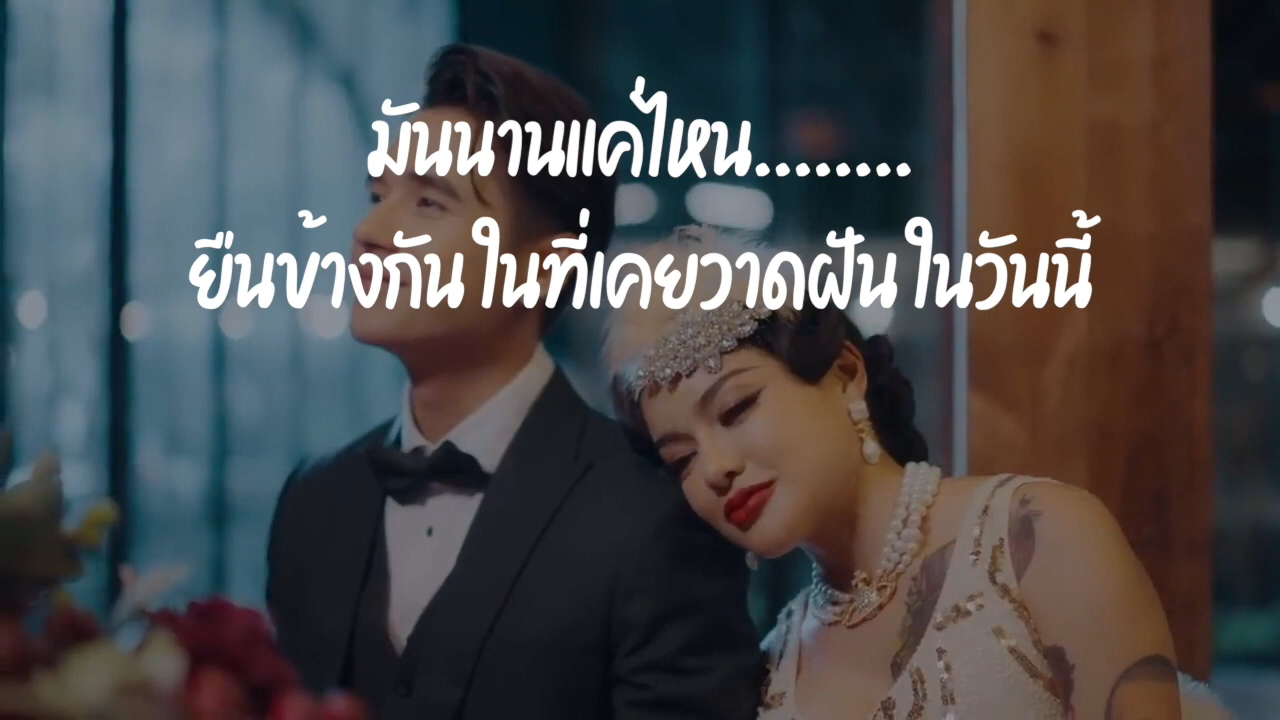 มันนานแค่ไหน........
ยืนข้างกัน ในที่เคยวาดฝัน ในวันนี้